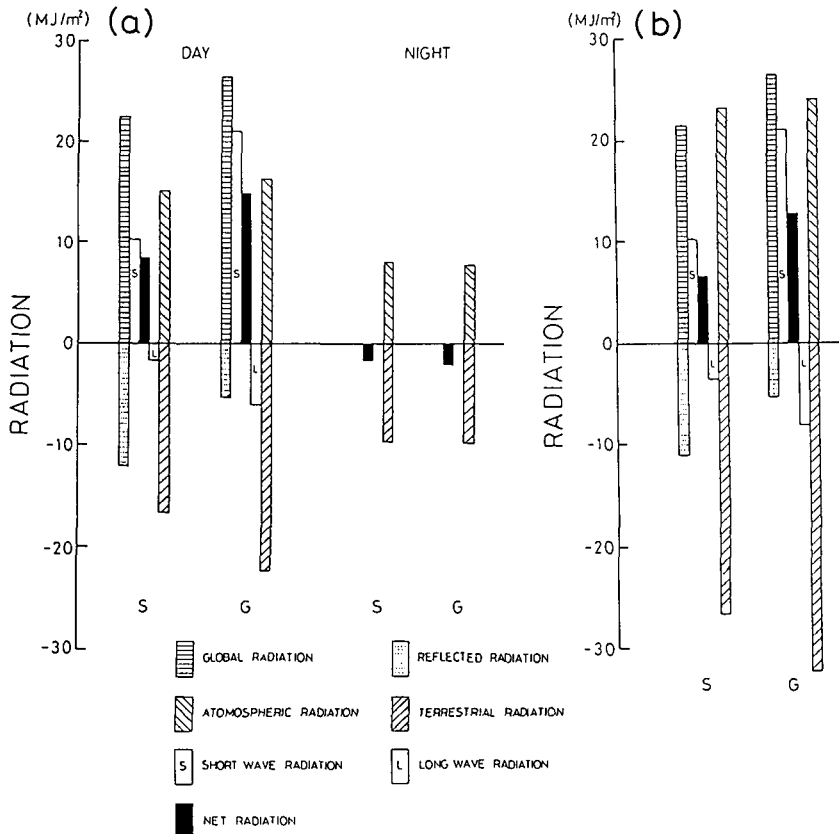 (MJ/m²) (a) (MJ/m²) (b)
30 30
DAY NIGHT
20 20
10 10
S S S S
0 0
L L L L
-10 -10
-20 -20
-30 -30
RADIATION RADIATION
S G S G
S G
GLOBAL RADIATION REFLECTED RADIATION
ATOMOSPHERIC RADIATION TERRESTRIAL RADIATION
S SHORT WAVE RADIATION L LONG WAVE RADIATION
NET RADIATION